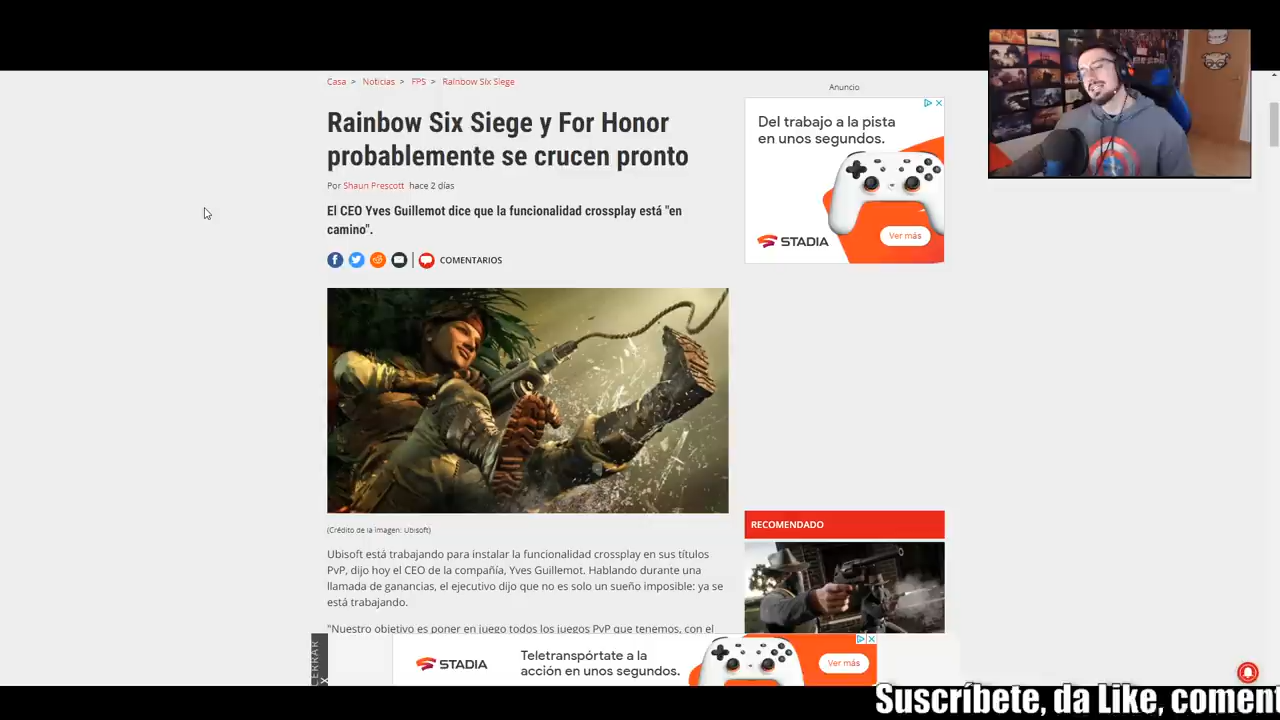 Casa > Noticias > FPS > Rainbow Six Siege
Anuncio
Rainbow Six Siege y For Honor
probablemente se crucen pronto
Por Shaun Prescott hace 2 días
El CEO Yves Guillemot dice que la funcionalidad crossplay está "en
camino".
COMENTARIOS
Del trabajo a la pista
en unos segundos.
STADIA
Ver más
(Crédito de la imagen: Ubisoft)
Ubisoft está trabajando para instalar la funcionalidad crossplay en sus títulos
PvP, dijo hoy el CEO de la compañía, Yves Guillemot. Hablando durante una
llamada de ganancias, el ejecutivo dijo que no es solo un sueño imposible: ya se
está trabajando.
"Nuestro objetivo es poner en juego todos los juegos PvP que tenemos, con el
RECOMENDADO
CERRAR
X
STADIA
Teletranspórtate a la
acción en unos segundos.
Ver más
Suscríbete, da Like, coment